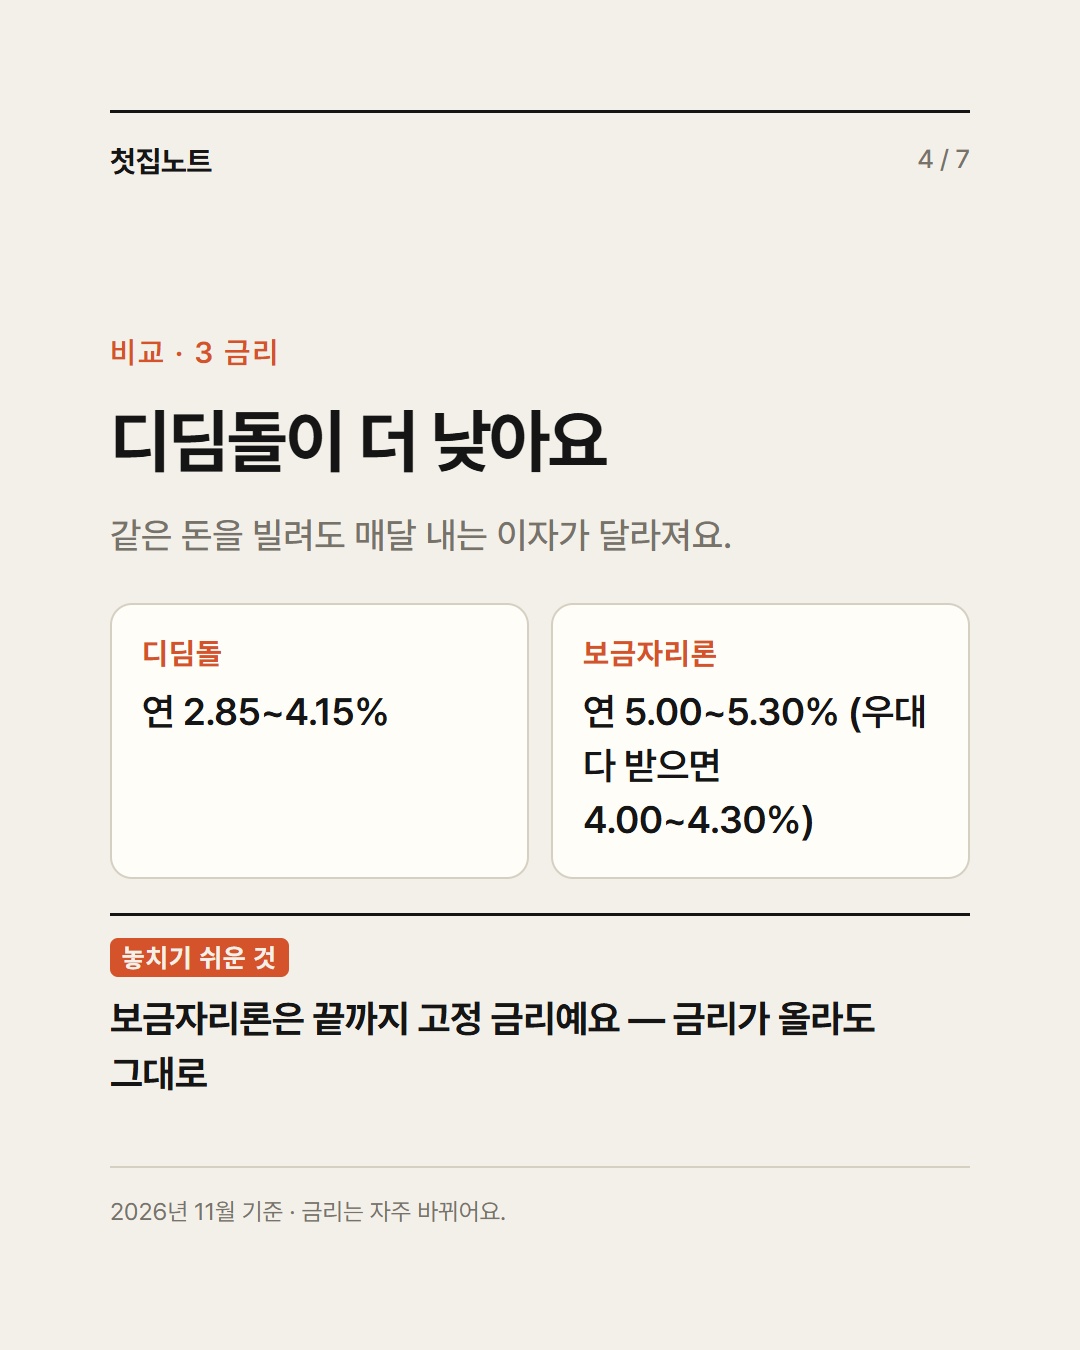 첫집노트
4 / 7
비교 · 3 금리
디딤돌이 더 낮아요
같은 돈을 빌려도 매달 내는 이자가 달라져요.
디딤돌
연 2.85~4.15%
보금자리론
연 5.00~5.30% (우대
다 받으면
4.00~4.30%)
놓치기 쉬운 것
보금자리론은 끝까지 고정 금리예요 — 금리가 올라도
그대로
2026년 11월 기준 · 금리는 자주 바뀌어요.